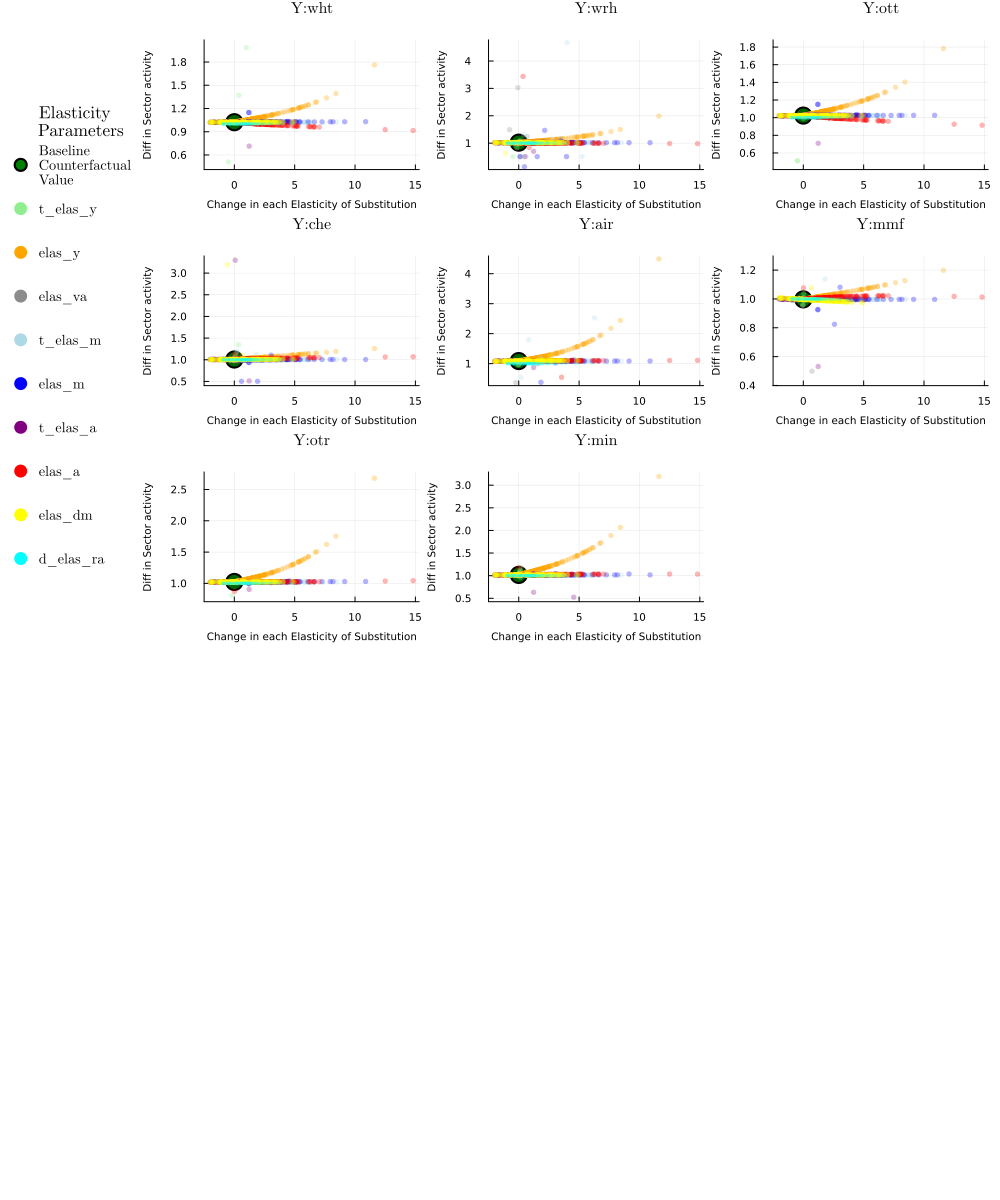 Y:wht
Y:wrh
Y:ott
Elasticity
Parameters
Baseline
Counterfactual
Value
t_elas_y
elas_y
elas_va
t_elas_m
elas_m
t_elas_a
elas_a
elas_dm
d_elas_ra
Diff in Sector activity
1.8
1.5
1.2
0.9
0.6
0 5 10 15
Change in each Elasticity of Substitution
Diff in Sector activity
4
3
2
1
0 5 10 15
Change in each Elasticity of Substitution
Diff in Sector activity
1.8
1.6
1.4
1.2
1.0
0.8
0.6
0 5 10 15
Change in each Elasticity of Substitution
Y:che
Diff in Sector activity
3.0
2.5
2.0
1.5
1.0
0.5
0 5 10 15
Change in each Elasticity of Substitution
Y:air
Diff in Sector activity
4
3
2
1
0 5 10 15
Change in each Elasticity of Substitution
Y:mmf
Diff in Sector activity
1.2
1.0
0.8
0.6
0.4
0 5 10 15
Change in each Elasticity of Substitution
Y:otr
Diff in Sector activity
2.5
2.0
1.5
1.0
0 5 10 15
Change in each Elasticity of Substitution
Y:min
Diff in Sector activity
3.0
2.5
2.0
1.5
1.0
0.5
0 5 10 15
Change in each Elasticity of Substitution